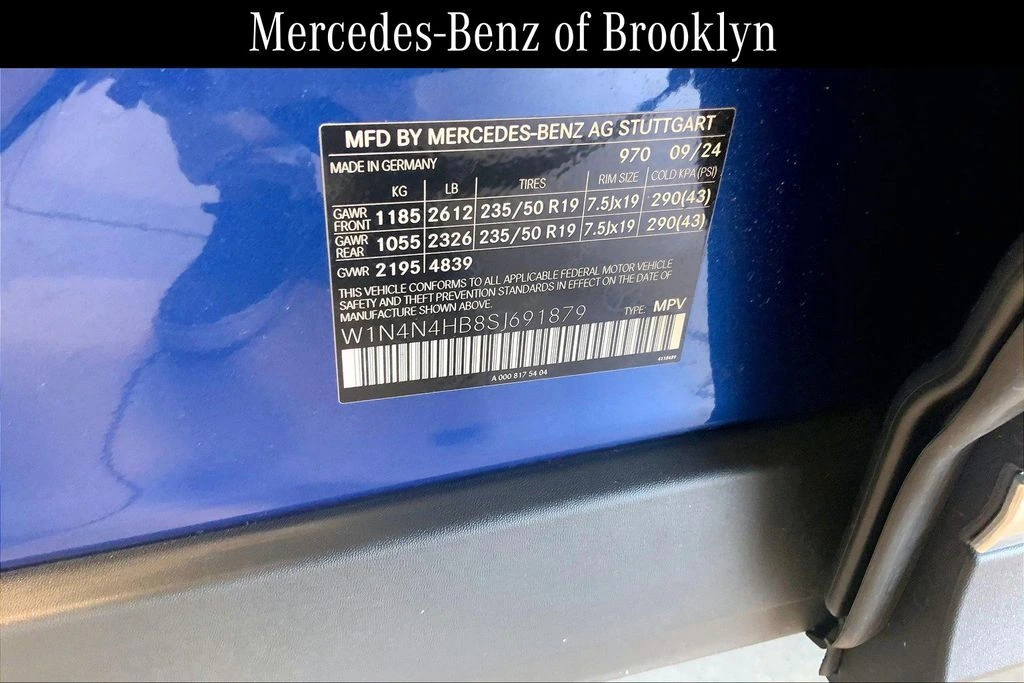 Mercedes-Benz of Brooklyn
MFD BY MERCEDES-BENZ AG STUTTGART
MADE IN GERMANY 970 09/24
KG LB TIRES RIM SIZE COLD KPA (PSI)
GAWR FRONT 1185 2612 235/50 R19 7.5Jx19 290(43)
GAWR REAR 1055 2326 235/50 R19 7.5Jx19 290(43)
GVWR 2195 4839
THIS VEHICLE CONFORMS TO ALL APPLICABLE FEDERAL MOTOR VEHICLE
SAFETY AND THEFT PREVENTION STANDARDS IN EFFECT ON THE DATE OF
MANUFACTURE SHOWN ABOVE.
W1N4N4HB8SJ691879 TYPE: MPV
A 000 817 54 04